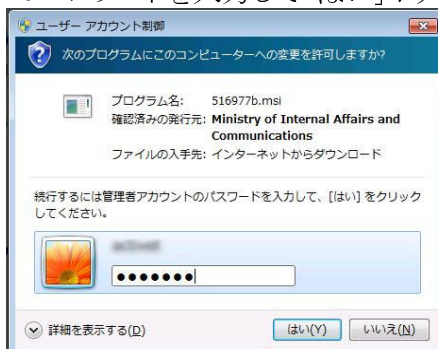 ユーザー アカウント制御
次のプログラムにこのコンピューターへの変更を許可しますか?
プログラム名: 516977b.msi
確認済みの発行元: Ministry of Internal Affairs and
Communications
ファイルの入手先: インターネットからダウンロード
続行するには管理者アカウントのパスワードを入力して、[はい] をクリック
してください。
●●●●●●●
詳細を表示する(D)
はい(Y)
いいえ(N)